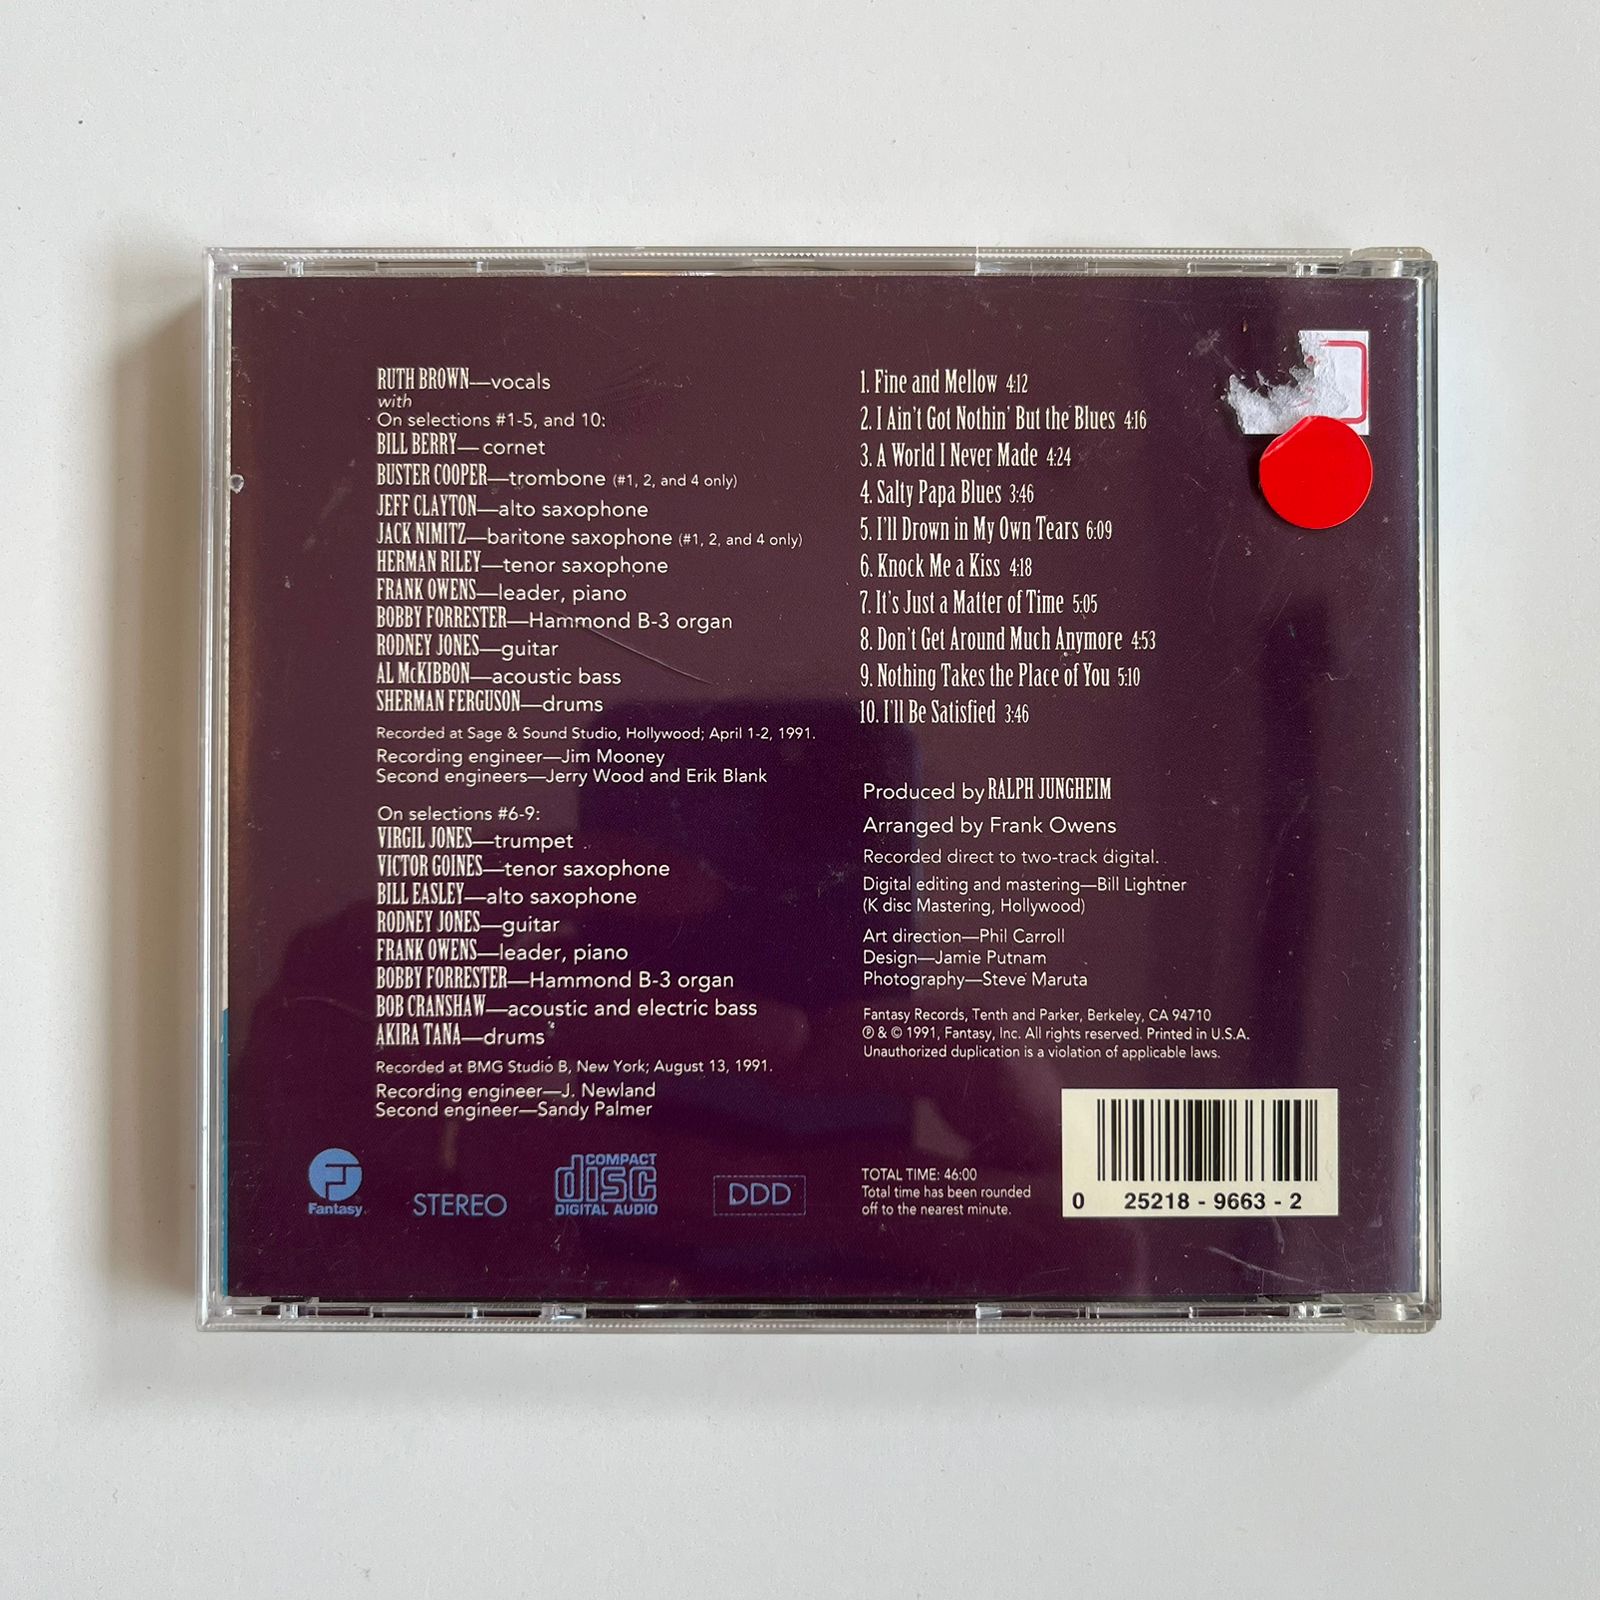 RUTH BROWN—vocals
with
On selections #1-5, and 10:
BILL BERRY—cornet
BUSTER COOPER—trombone (#1, 2, and 4 only)
JEFF CLAYTON—alto saxophone
JACK NIMITZ—baritone saxophone (#1, 2, and 4 only)
HERMAN RILEY—tenor saxophone
FRANK OWENS—leader, piano
BOBBY FORRESTER—Hammond B-3 organ
RODNEY JONES—guitar
AL McKIBBON—acoustic bass
SHERMAN FERGUSON—drums
Recorded at Sage & Sound Studio, Hollywood; April 1-2, 1991.
Recording engineer—Jim Mooney
Second engineers—Jerry Wood and Erik Blank
On selections #6-9:
VIRGIL JONES—trumpet
VICTOR GOINES—tenor saxophone
BILL EASLEY—alto saxophone
RODNEY JONES—guitar
FRANK OWENS—leader, piano
BOBBY FORRESTER—Hammond B-3 organ
BOB CRANSHAW—acoustic and electric bass
AKIRA TANA—drums
Recorded at BMG Studio B, New York; August 13, 1991.
Recording engineer—J. Newland
Second engineer—Sandy Palmer
1. Fine and Mellow 4:12
2. I Ain't Got Nothin' But the Blues 4:16
3. A World I Never Made 4:24
4. Salty Papa Blues 3:46
5. I'll Drown in My Own Tears 6:09
6. Knock Me a Kiss 4:18
7. It's Just a Matter of Time 5:05
8. Don't Get Around Much Anymore 4:53
9. Nothing Takes the Place of You 5:10
10. I'll Be Satisfied 3:46
Produced by RALPH JUNGHEIM
Arranged by Frank Owens
Recorded direct to two-track digital.
Digital editing and mastering—Bill Lightner
(K disc Mastering, Hollywood)
Art direction—Phil Carroll
Design—Jamie Putnam
Photography—Steve Maruta
Fantasy Records, Tenth and Parker, Berkeley, CA 94710
℗ & © 1991, Fantasy, Inc. All rights reserved. Printed in U.S.A.
Unauthorized duplication is a violation of applicable laws.
Fantasy
STEREO
COMPACT
disc
DIGITAL AUDIO
DDD
TOTAL TIME: 46:00
Total time has been rounded
off to the nearest minute.
0 25218 - 9663 - 2